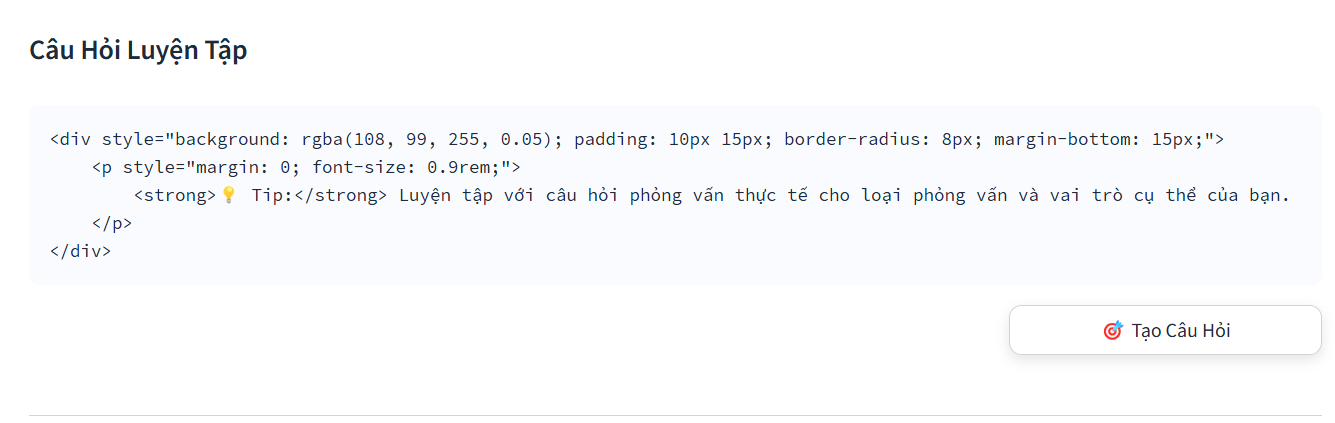 Câu Hỏi Luyện Tập
<div style="background: rgba(108, 99, 255, 0.05); padding: 10px 15px; border-radius: 8px; margin-bottom: 15px;">
    <p style="margin: 0; font-size: 0.9rem;">
        <strong>💡 Tip:</strong> Luyện tập với câu hỏi phỏng vấn thực tế cho loại phỏng vấn và vai trò cụ thể của bạn.
    </p>
</div>
🎯 Tạo Câu Hỏi